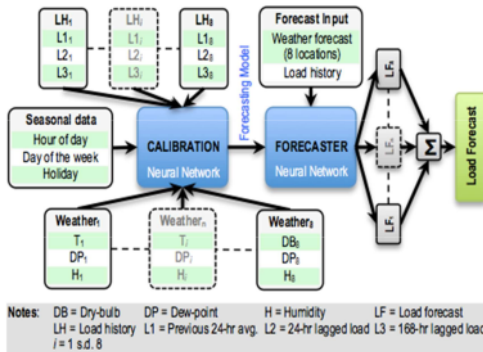 LH₁
L1₁
L2₁
L3₁
LHᵢ
L1ᵢ
L2ᵢ
L3ᵢ
LH₈
L1₈
L2₈
L3₈
Forecast Input
Weather forecast
(8 locations)
Load history
Seasonal data
Hour of day
Day of the week
Holiday
CALIBRATION
Neural Network
Forecasting Model
FORECASTER
Neural Network
LF₈
LFᵢ
LF₁
Σ
Load Forecast
Weather₁
T₁
DP₁
H₁
Weatherₙ
Tᵢ
DPᵢ
Hᵢ
Weather₈
DB₈
DP₈
H₈
Notes: DB = Dry-bulb DP = Dew-point H = Humidity LF = Load forecast
LH = Load history L1 = Previous 24-hr avg. L2 = 24-hr lagged load L3 = 168-hr lagged load
i = 1 s.d. 8